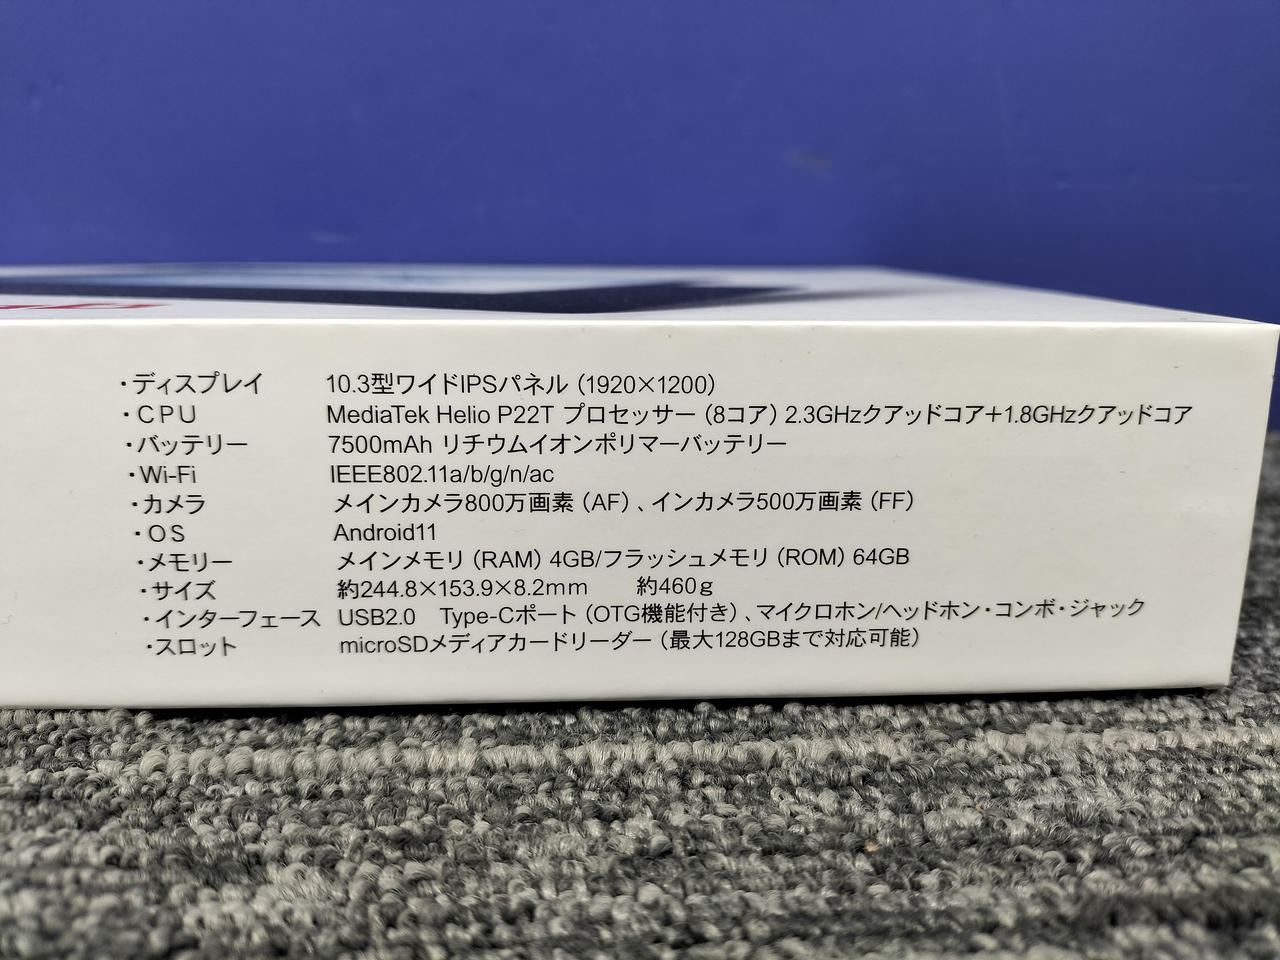 ・ディスプレイ 10.3型ワイドIPSパネル（1920×1200）
・CPU MediaTek Helio P22T プロセッサー（8コア）2.3GHzクアッドコア+1.8GHzクアッドコア
・バッテリー 7500mAh リチウムイオンポリマーバッテリー
・Wi-Fi IEEE802.11a/b/g/n/ac
・カメラ メインカメラ800万画素（AF）、インカメラ500万画素（FF）
・OS Android11
・メモリー メインメモリ（RAM）4GB/フラッシュメモリ（ROM）64GB
・サイズ 約244.8×153.9×8.2mm 約460g
・インターフェース USB2.0 Type-Cポート（OTG機能付き）、マイクロホン/ヘッドホン・コンボ・ジャック
・スロット microSDメディアカードリーダー（最大128GBまで対応可能）